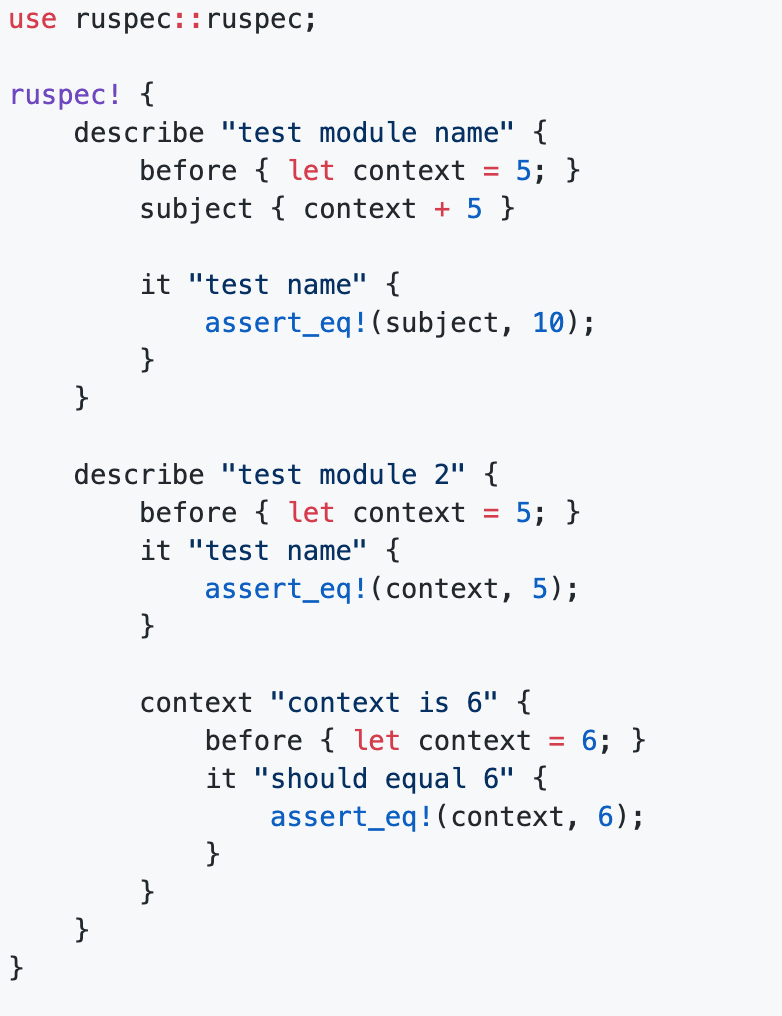 use ruspec::ruspec;

ruspec! {
    describe "test module name" {
        before { let context = 5; }
        subject { context + 5 }

        it "test name" {
            assert_eq!(subject, 10);
        }
    }

    describe "test module 2" {
        before { let context = 5; }
        it "test name" {
            assert_eq!(context, 5);
        }

        context "context is 6" {
            before { let context = 6; }
            it "should equal 6" {
                assert_eq!(context, 6);
            }
        }
    }
}